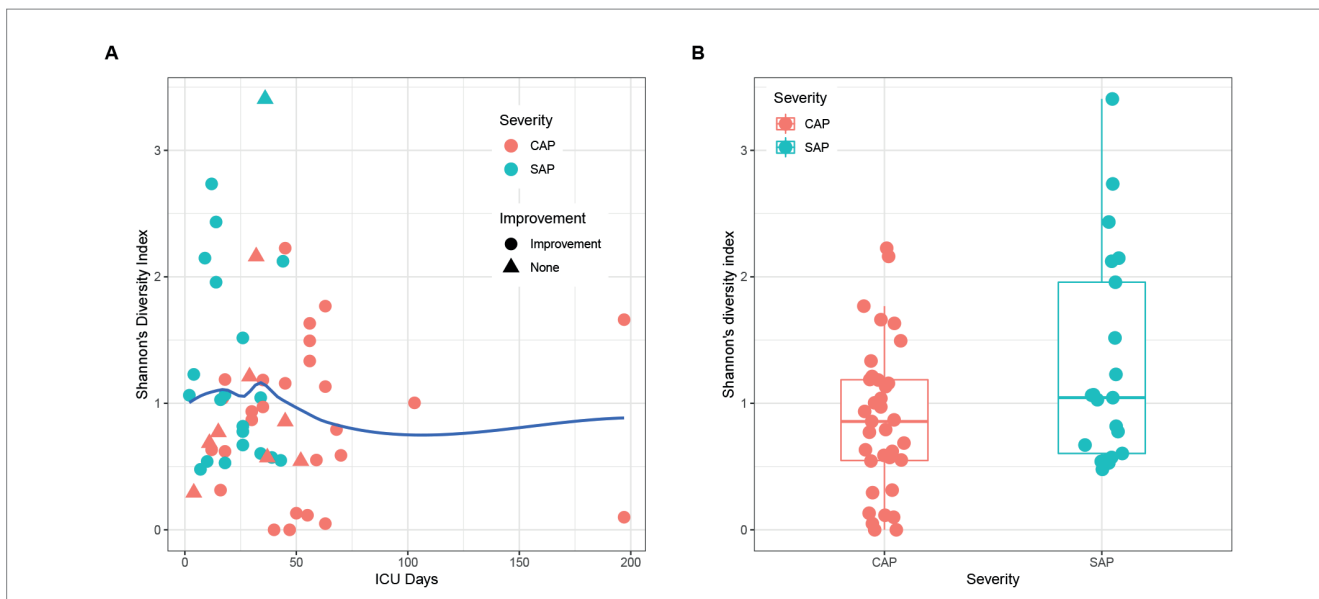 A
Shannon's Diversity Index
3
2
1
0
0
50
100
150
200
ICU Days
Severity
CAP
SAP
Improvement
Improvement
None
B
Shannon's diversity index
3
2
1
0
Severity
CAP
SAP
CAP
SAP
Severity